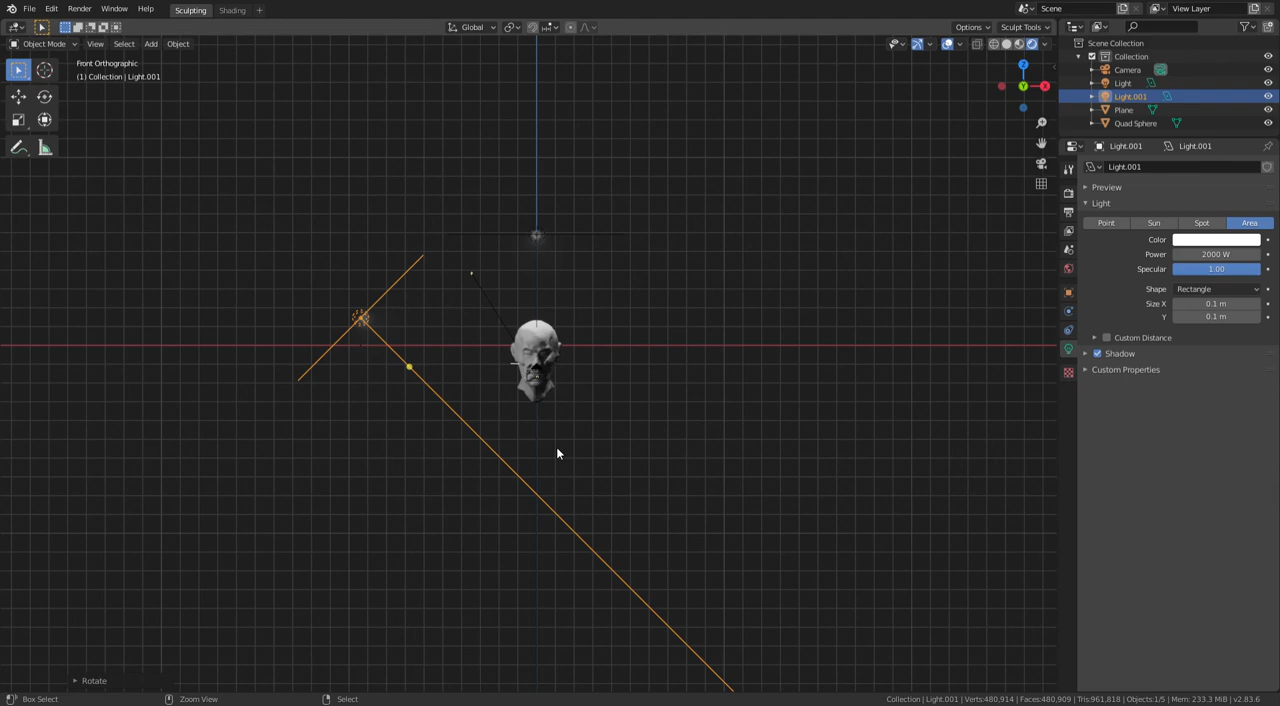 File Edit Render Window Help Sculpting Shading + Scene View Layer
Global Options Sculpt Tools
Object Mode View Select Add Object
Front Orthographic
(1) Collection | Light.001
Z
Y
X
Scene Collection
Collection
Camera
Light
Light.001
Plane
Quad Sphere
Light.001 Light.001
Light.001
Preview
Light
Point Sun Spot Area
Color
Power 2000 W
Specular 1.00
Shape Rectangle
Size X 0.1 m
Y 0.1 m
Custom Distance
Shadow
Custom Properties
Rotate
Box Select Zoom View Select Collection | Light.001 | Verts:480,914 | Faces:480,909 | Tris:961,818 | Objects:1/5 | Mem: 233.3 MiB | v2.83.6